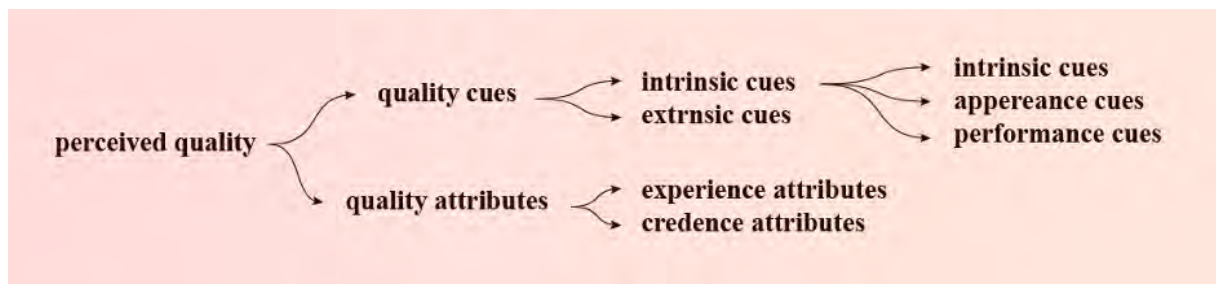 perceived quality
quality cues
intrinsic cues
extrnsic cues
intrinsic cues
appereance cues
performance cues
quality attributes
experience attributes
credence attributes